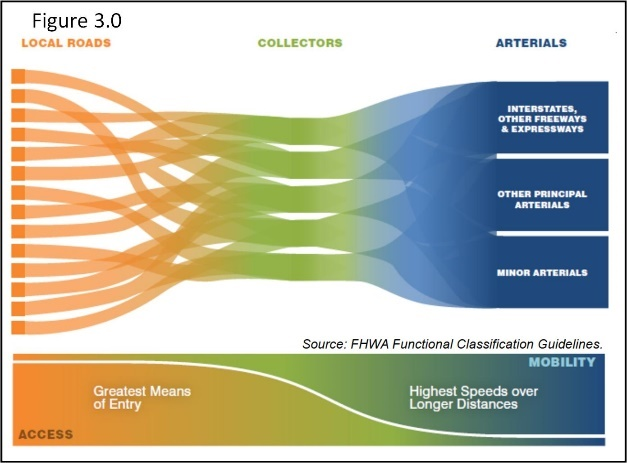 Figure 3.0
LOCAL ROADS
COLLECTORS
ARTERIALS
INTERSTATES,
OTHER FREEWAYS
& EXPRESSWAYS
OTHER PRINCIPAL
ARTERIALS
MINOR ARTERIALS
Source: FHWA Functional Classification Guidelines.
MOBILITY
Greatest Means
of Entry
Highest Speeds over
Longer Distances
ACCESS